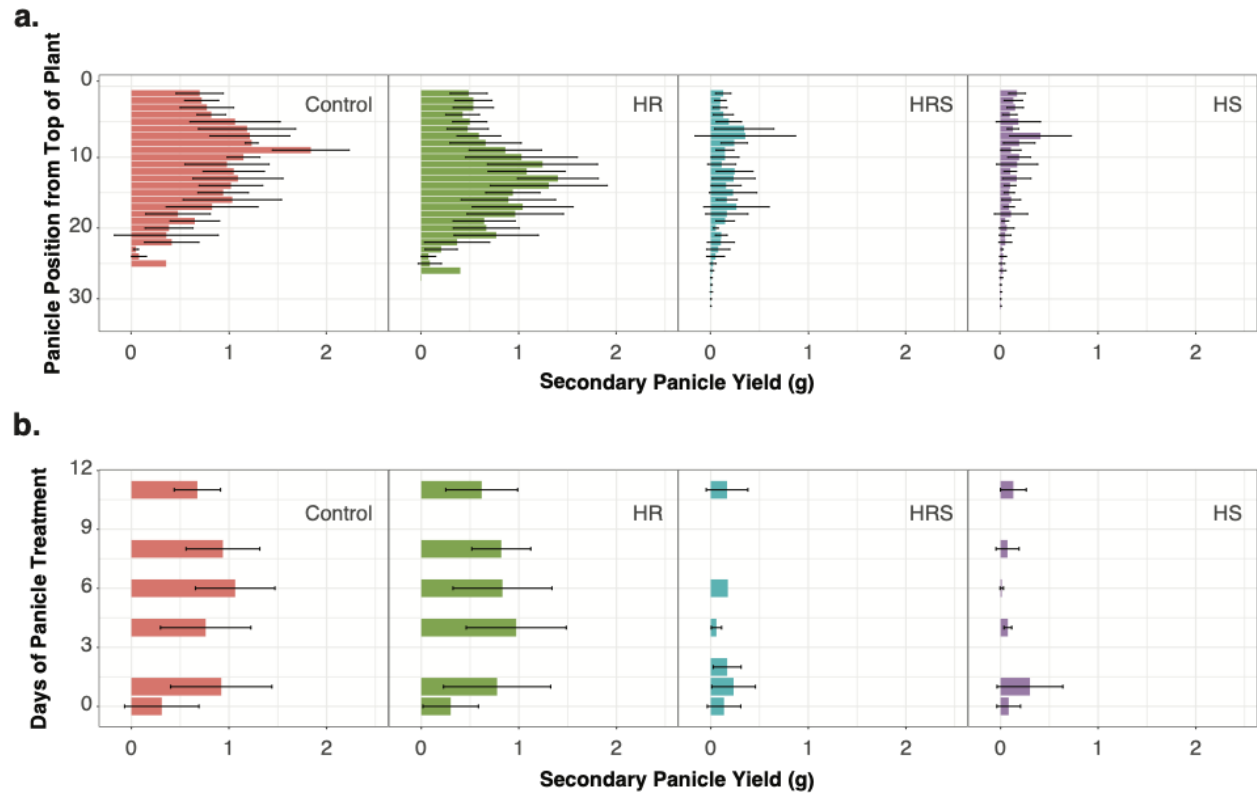 a.
Panicle Position from Top of Plant
0
10
20
30
Control
HR
HRS
HS
0 1 2 0 1 2 0 1 2 0 1 2
Secondary Panicle Yield (g)
b.
Days of Panicle Treatment
12
9
6
3
0
Control
HR
HRS
HS
0 1 2 0 1 2 0 1 2 0 1 2
Secondary Panicle Yield (g)